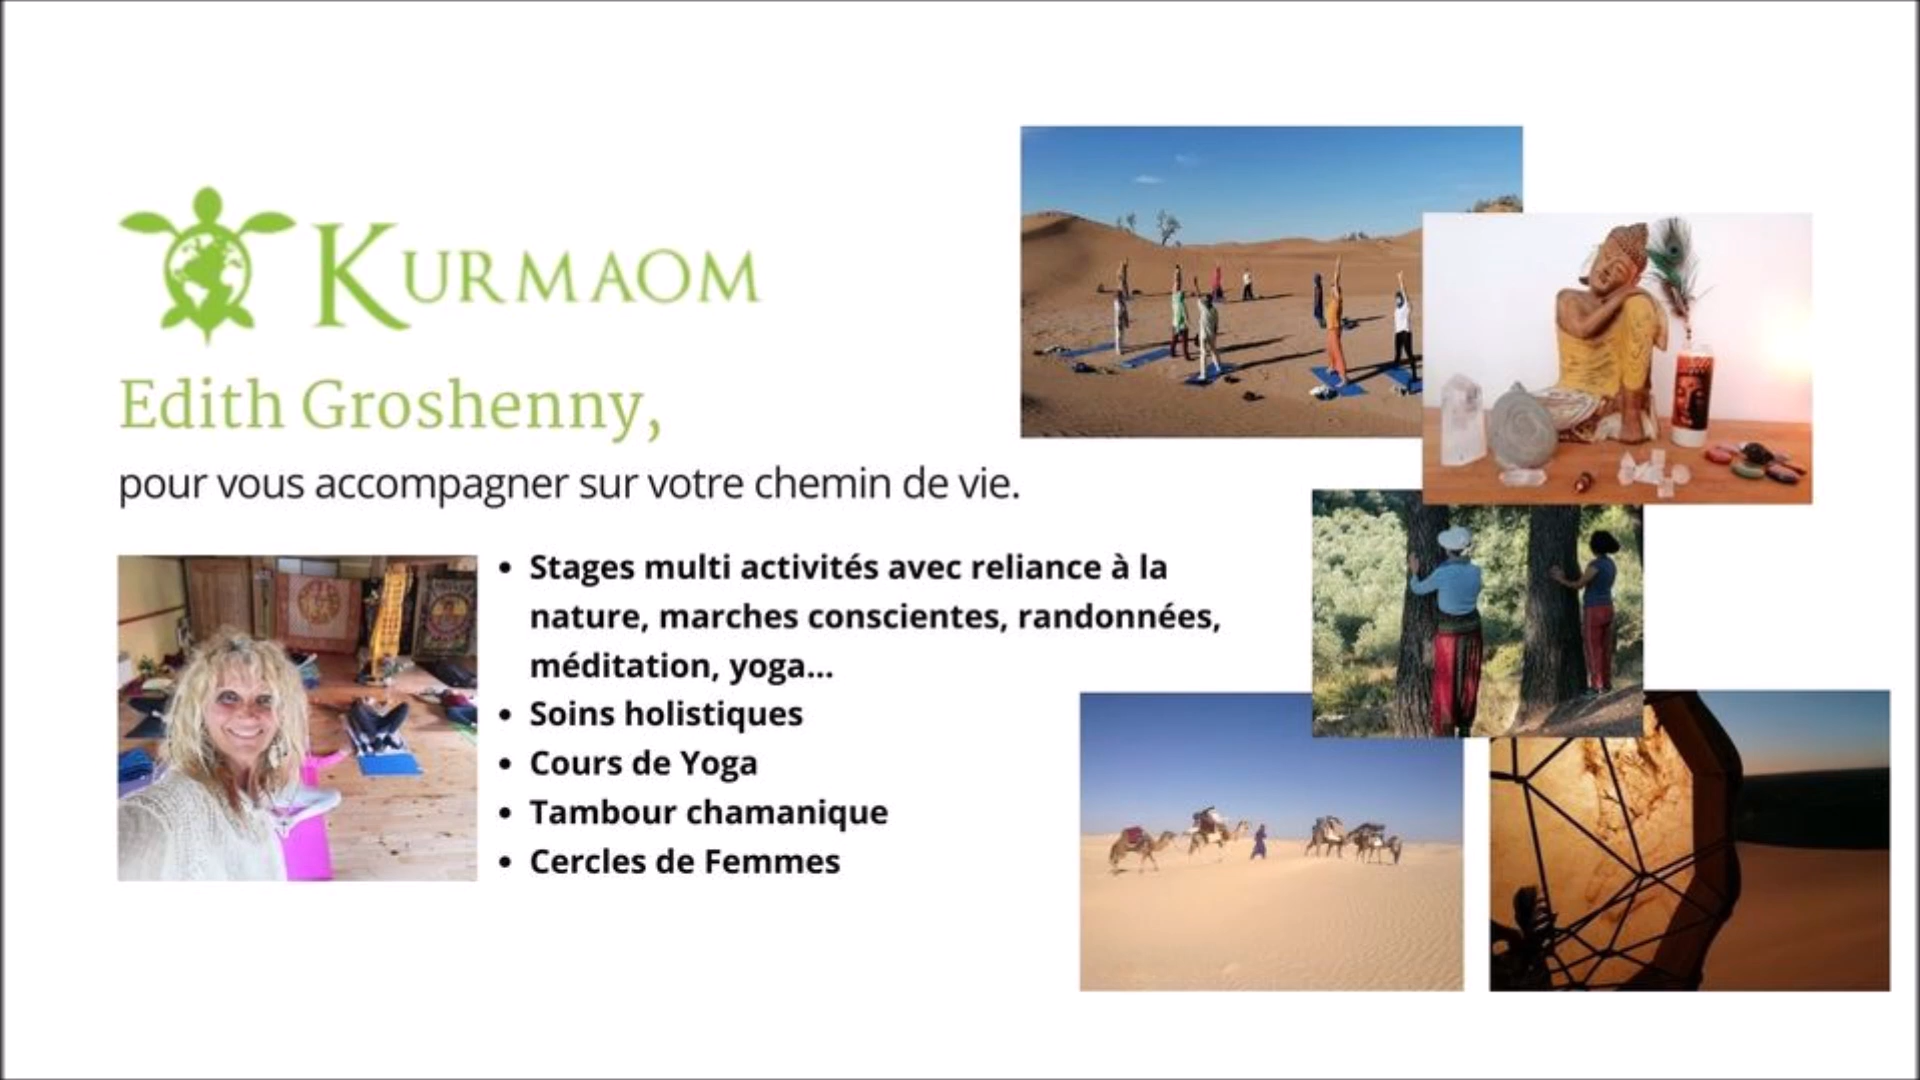 KURMAOM
Edith Groshenny,
pour vous accompagner sur votre chemin de vie.
• Stages multi activités avec reliance à la
nature, marches conscientes, randonnées,
méditation, yoga...
• Soins holistiques
• Cours de Yoga
• Tambour chamanique
• Cercles de Femmes